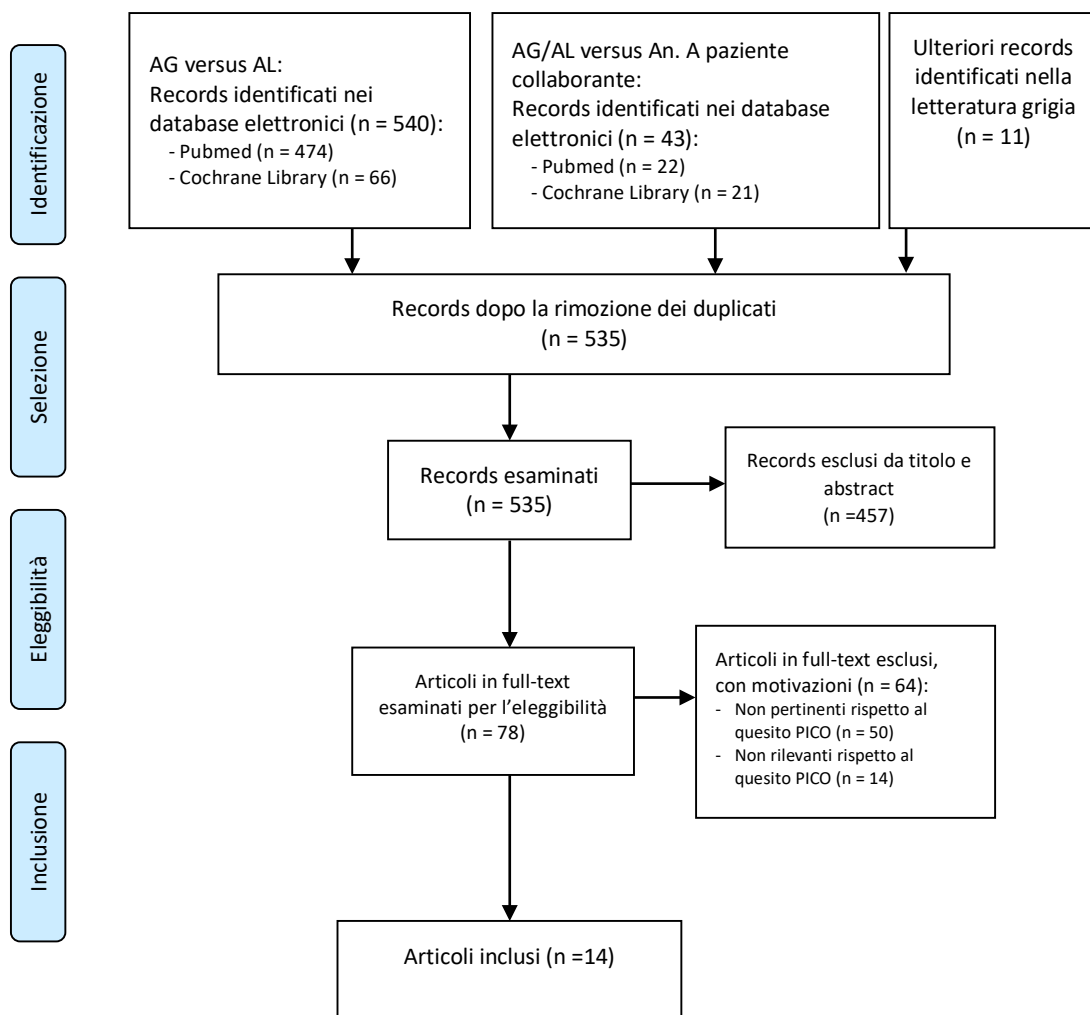 Identificazione
AG versus AL:
Records identificati nei
database elettronici (n = 540):
- Pubmed (n = 474)
- Cochrane Library (n = 66)
AG/AL versus An. A paziente
collaborante:
Records identificati nei database
elettronici (n = 43):
- Pubmed (n = 22)
- Cochrane Library (n = 21)
Ulteriori records
identificati nella
letteratura grigia
(n = 11)
Selezione
Records dopo la rimozione dei duplicati
(n = 535)
Records esaminati
(n = 535)
Records esclusi da titolo e
abstract
(n =457)
Eleggibilità
Articoli in full-text
esaminati per l’eleggibilità
(n = 78)
Articoli in full-text esclusi,
con motivazioni (n = 64):
- Non pertinenti rispetto al
quesito PICO (n = 50)
- Non rilevanti rispetto al
quesito PICO (n = 14)
Inclusione
Articoli inclusi (n =14)